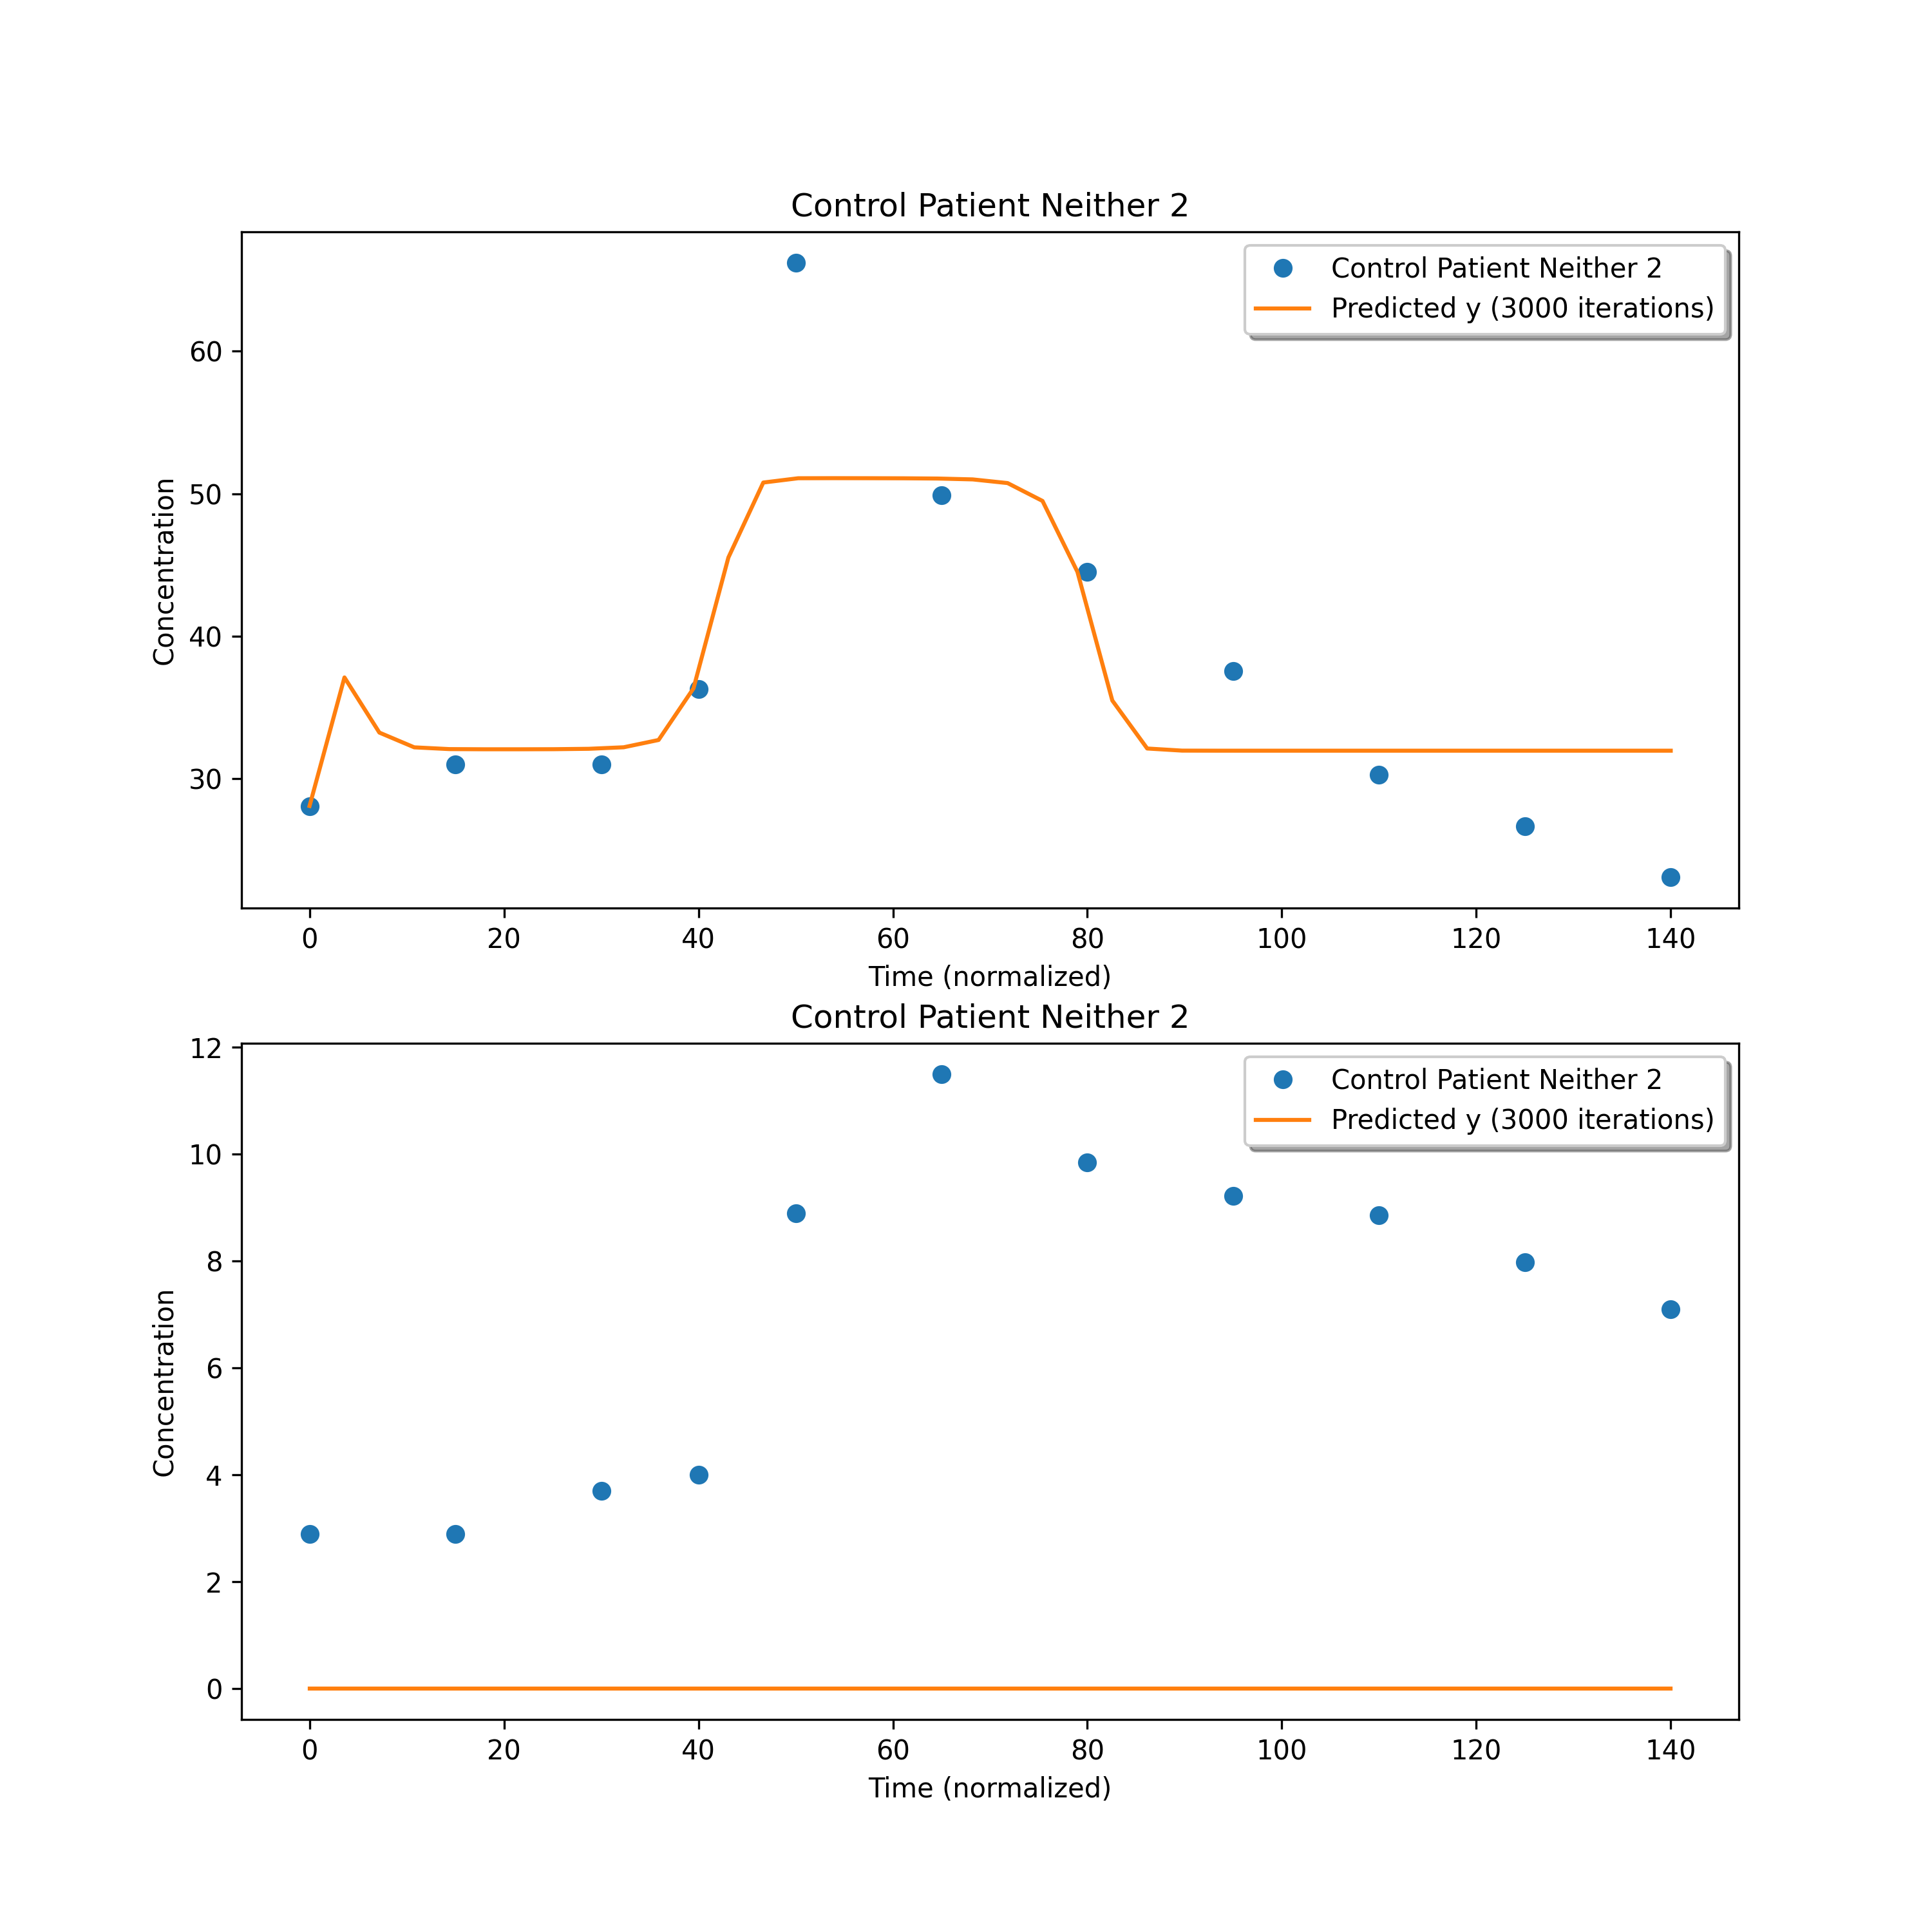 Control Patient Neither 2
Control Patient Neither 2
Predicted y (3000 iterations)
Concentration
60
50
40
30
0 20 40 60 80 100 120 140
Time (normalized)
Control Patient Neither 2
Control Patient Neither 2
Predicted y (3000 iterations)
Concentration
12
10
8
6
4
2
0
0 20 40 60 80 100 120 140
Time (normalized)